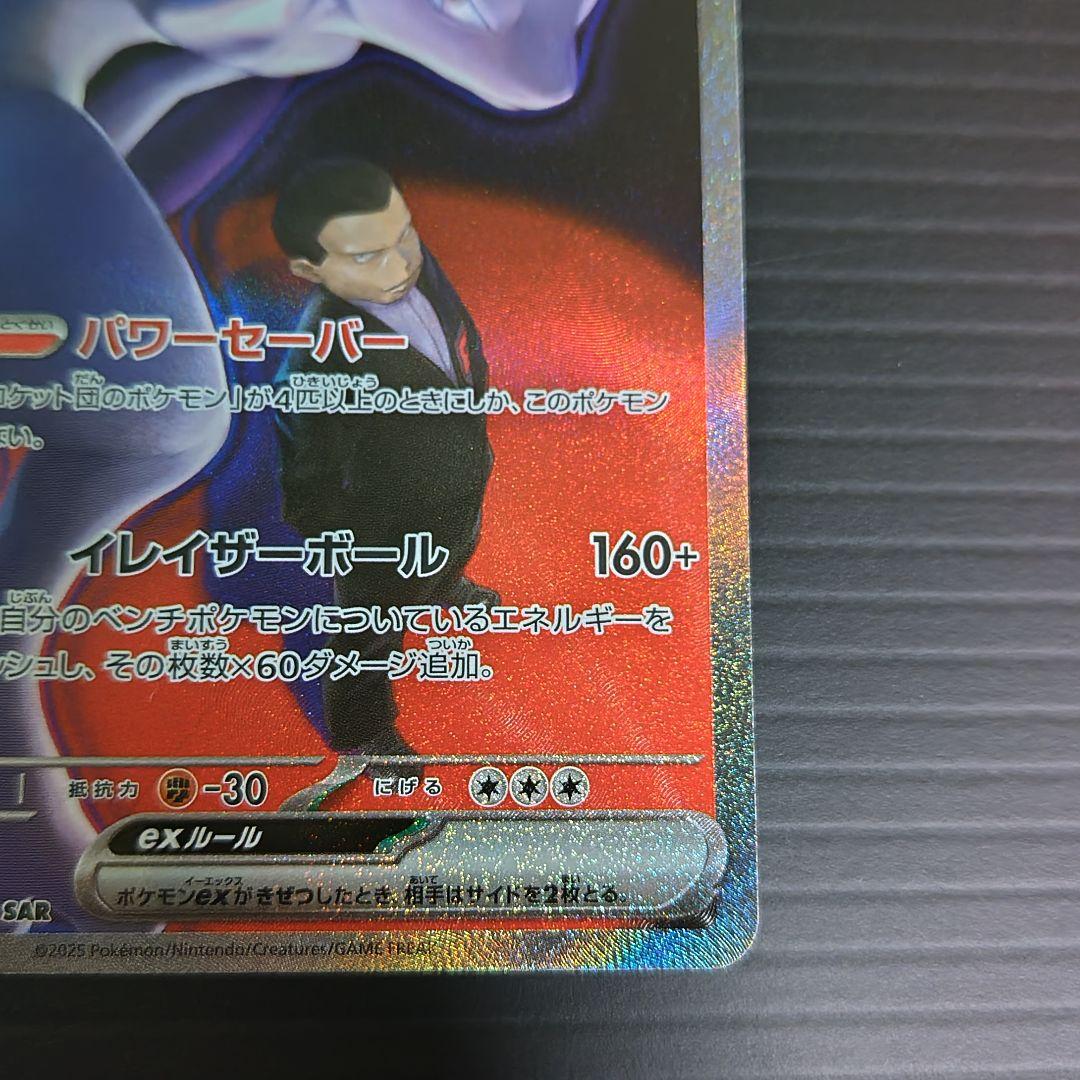 パワーセーバー
ロケット団のポケモン」が4匹以上のときにしか、このポケモン
ない。
イレイザーボール 160+
自分のベンチポケモンについているエネルギーを
ッシュし、その枚数×60ダメージ追加。
抵抗力 -30 にげる
exルール
ポケモンexがきぜつしたとき、相手はサイドを2枚とる。
SAR
©2025 Pokémon/Nintendo/Creatures/GAME FREAK